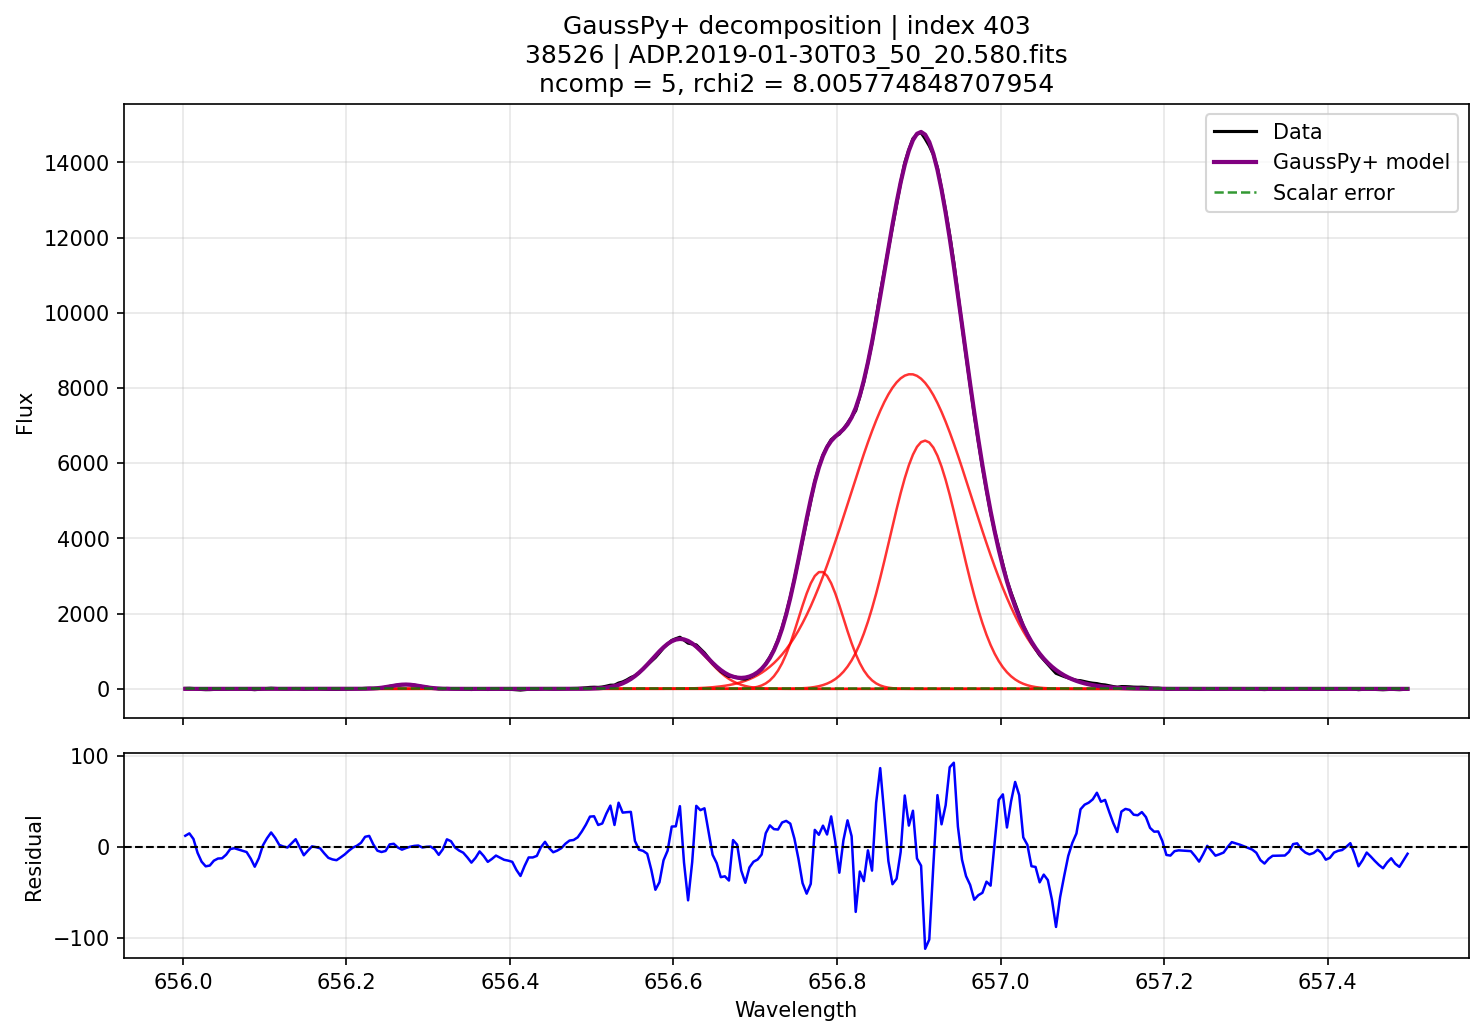 GaussPy+ decomposition | index 403
38526 | ADP.2019-01-30T03_50_20.580.fits
ncomp = 5, rchi2 = 8.005774848707954
Data
GaussPy+ model
Scalar error
14000
12000
10000
8000
6000
4000
2000
0
Flux
100
0
−100
Residual
656.0 656.2 656.4 656.6 656.8 657.0 657.2 657.4
Wavelength